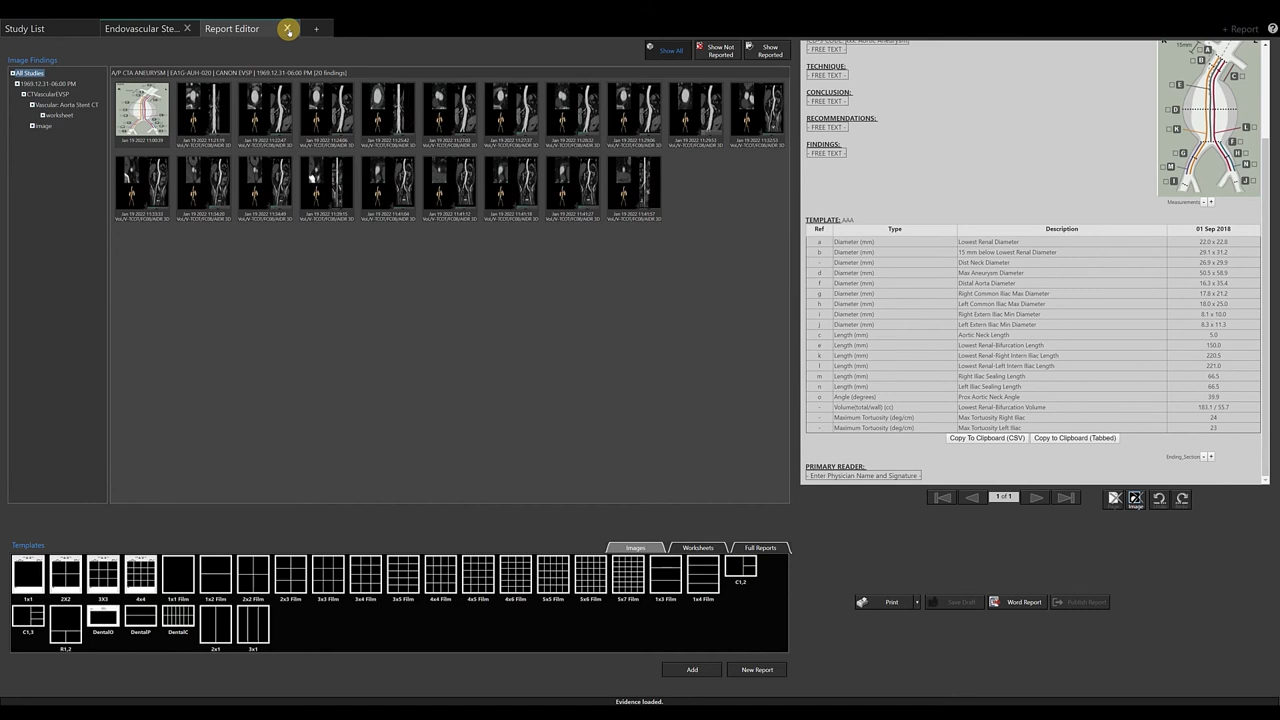 Study List
Endovascular Ste...
Report Editor
+ Report
Image Findings
Show All
Show Not Reported
Show Reported
All Studies
1969.12.31-06:00 PM
CTVascularEVSP
Vascular: Aorta Stent CT
worksheet
image
A/P CTA ANEURYSM | EA1G-AUH-020 | CANON EVSP | 1969.12.31-06:00 PM [20 findings]
- FREE TEXT -
TECHNIQUE:
- FREE TEXT -
CONCLUSION:
- FREE TEXT -
RECOMMENDATIONS:
- FREE TEXT -
FINDINGS:
- FREE TEXT -
15mm
Measurements - +
TEMPLATE: AAA
Ref Type Description 01 Sep 2018
a Diameter (mm) Lowest Renal Diameter 22.0 x 22.8
b Diameter (mm) 15 mm below Lowest Renal Diameter 29.1 x 31.2
- Diameter (mm) Dist Neck Diameter 26.9 x 29.9
d Diameter (mm) Max Aneurysm Diameter 50.5 x 58.9
f Diameter (mm) Distal Aorta Diameter 16.3 x 35.4
g Diameter (mm) Right Common Iliac Max Diameter 17.8 x 21.2
h Diameter (mm) Left Common Iliac Max Diameter 18.0 x 25.0
i Diameter (mm) Right Extern Iliac Min Diameter 8.1 x 10.0
j Diameter (mm) Left Extern Iliac Min Diameter 8.3 x 11.3
c Length (mm) Aortic Neck Length 5.0
e Length (mm) Lowest Renal-Bifurcation Length 150.0
k Length (mm) Lowest Renal-Right Intern Iliac Length 220.5
l Length (mm) Lowest Renal-Left Intern Iliac Length 221.0
m Length (mm) Right Iliac Sealing Length 66.5
n Length (mm) Left Iliac Sealing Length 66.5
o Angle (degrees) Prox Aortic Neck Angle 39.9
- Volume(total/wall) (cc) Lowest Renal-Bifurcation Volume 183.1 / 55.7
- Maximum Tortuosity (deg/cm) Max Tortuosity Right Iliac 24
- Maximum Tortuosity (deg/cm) Max Tortuosity Left Iliac 23
Copy To Clipboard (CSV) Copy to Clipboard (Tabbed)
Ending_Section - +
PRIMARY READER:
- Enter Physician Name and Signature -
1 of 1
Image
Templates
Images Worksheets Full Reports
1x1 2X2 3X3 4x4 1x1 Film 1x2 Film 2x2 Film 2x3 Film 3x3 Film 3x4 Film 3x5 Film 4x4 Film 4x5 Film 4x6 Film 5x5 Film 5x6 Film 5x7 Film 1x3 Film 1x4 Film C1,2
C1,3 R1,2 DentalO DentalP DentalC 2x1 3x1
Print Save Draft Word Report Publish Report
Add New Report
Evidence loaded.